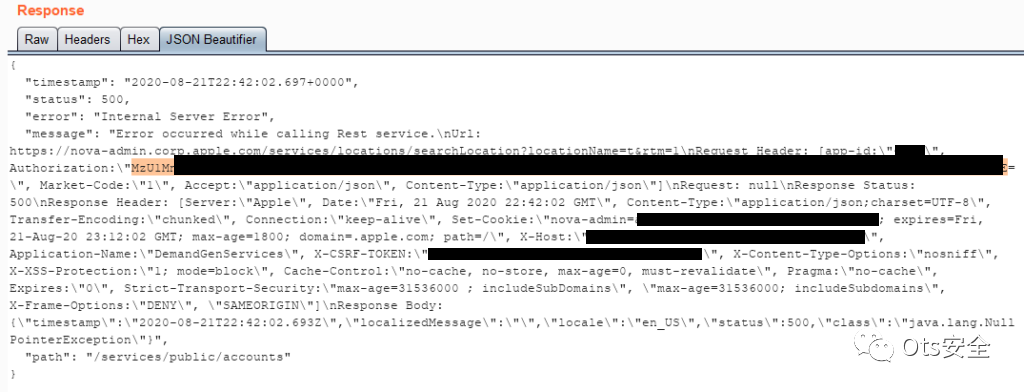 Response
Raw Headers Hex JSON Beautifier
{
"timestamp": "2020-08-21T22:42:02.697+0000",
"status": 500,
"error": "Internal Server Error",
"message": "Error occurred while calling Rest service.\nUrl:
https://nova-admin.corp.apple.com/services/locations/searchLocation?locationName=t&rtm=1\nRequest Header: [app-id:\" \",
Authorization:\"MzU1Mn E=
\", Market-Code:\"1\", Accept:\"application/json\", Content-Type:\"application/json\"]\nRequest: null\nResponse Status:
500\nResponse Header: [Server:\"Apple\", Date:\"Fri, 21 Aug 2020 22:42:02 GMT\", Content-Type:\"application/json;charset=UTF-8\",
Transfer-Encoding:\"chunked\", Connection:\"keep-alive\", Set-Cookie:\"nova-admin= ; expires=Fri,
21-Aug-20 23:12:02 GMT; max-age=1800; domain=.apple.com; path=/\", X-Host:\" \",
Application-Name:\"DemandGenServices\", X-CSRF-TOKEN:\" \", X-Content-Type-Options:\"nosniff\",
X-XSS-Protection:\"1; mode=block\", Cache-Control:\"no-cache, no-store, max-age=0, must-revalidate\", Pragma:\"no-cache\",
Expires:\"0\", Strict-Transport-Security:\"max-age=31536000 ; includeSubDomains\", \"max-age=31536000; includeSubdomains\",
X-Frame-Options:\"DENY\", \"SAMEORIGIN\"]\nResponse Body:
{\"timestamp\":\"2020-08-21T22:42:02.693Z\",\"localizedMessage\":\"\",\"locale\":\"en_US\",\"status\":500,\"class\":\"java.lang.Null
PointerException\"}",
"path": "/services/public/accounts"
}
Ots安全